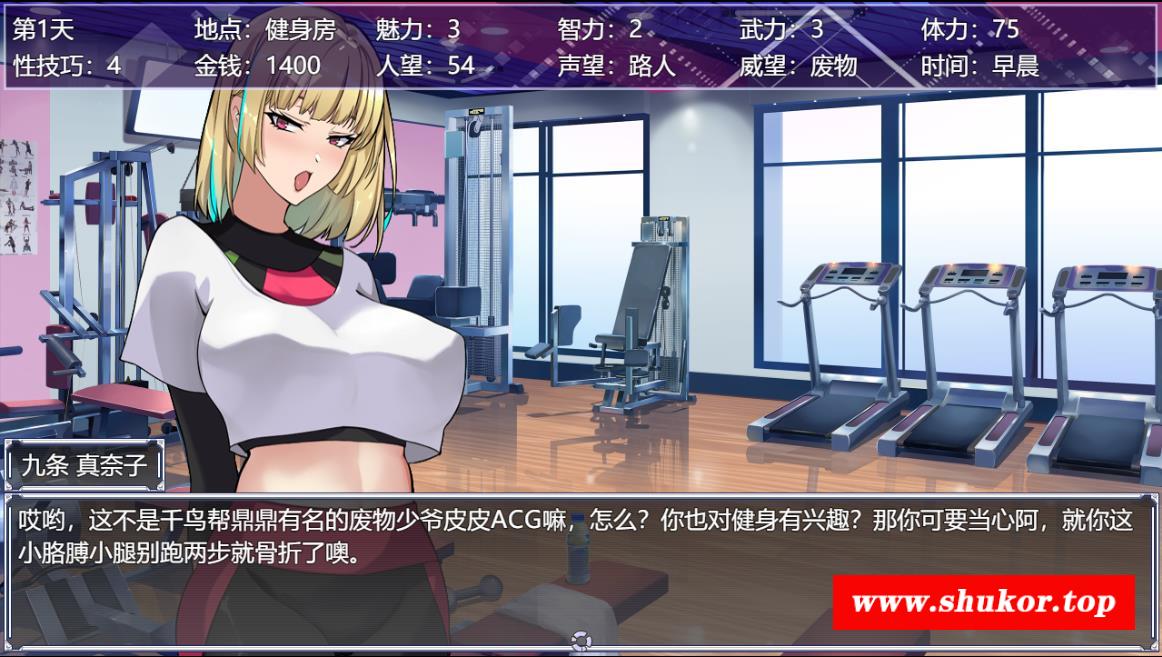 第1天 地点：健身房 魅力：3 智力：2 武力：3 体力：75
性技巧：4 金钱：1400 人望：54 声望：路人 威望：废物 时间：早晨
九条 真奈子
哎哟，这不是千鸟帮鼎鼎有名的废物少爷皮皮ACG嘛，怎么？你也对健身有兴趣？那你可要当心阿，就你这
小胳膊小腿别跑两步就骨折了噢。
www.shukor.top